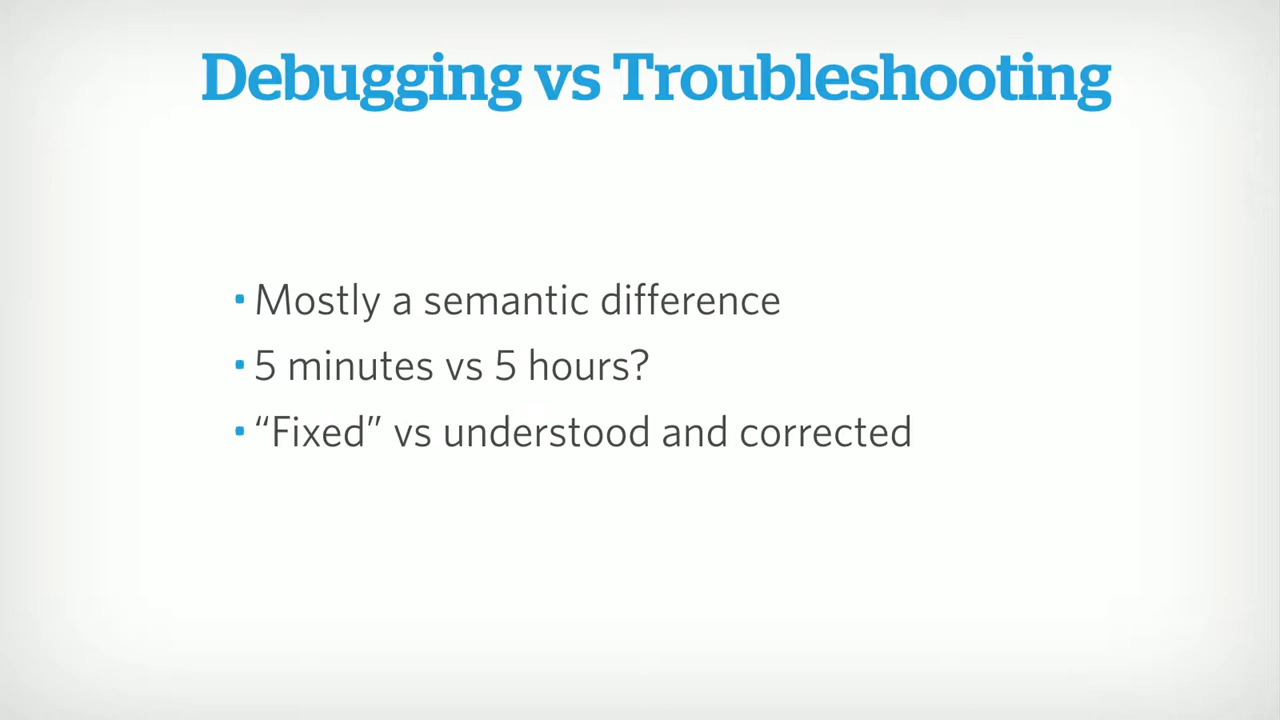 Debugging vs Troubleshooting
▪ Mostly a semantic difference
▪ 5 minutes vs 5 hours?
▪ “Fixed” vs understood and corrected